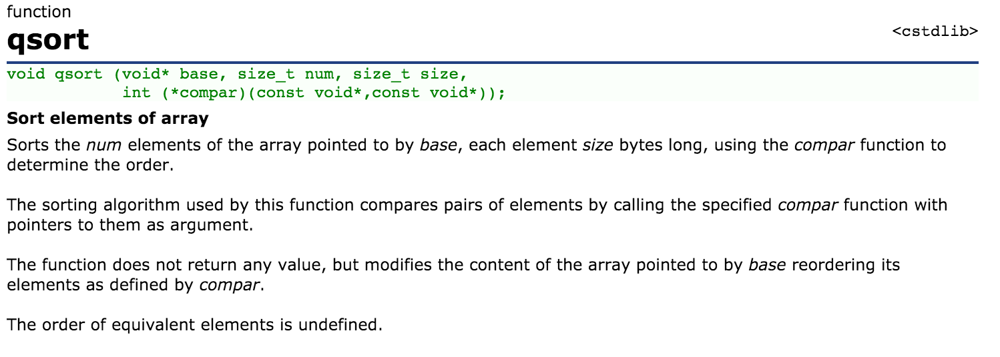 function
qsort
<cstdlib>
void qsort (void* base, size_t num, size_t size,
            int (*compar)(const void*,const void*));
Sort elements of array
Sorts the num elements of the array pointed to by base, each element size bytes long, using the compar function to
determine the order.
The sorting algorithm used by this function compares pairs of elements by calling the specified compar function with
pointers to them as argument.
The function does not return any value, but modifies the content of the array pointed to by base reordering its
elements as defined by compar.
The order of equivalent elements is undefined.